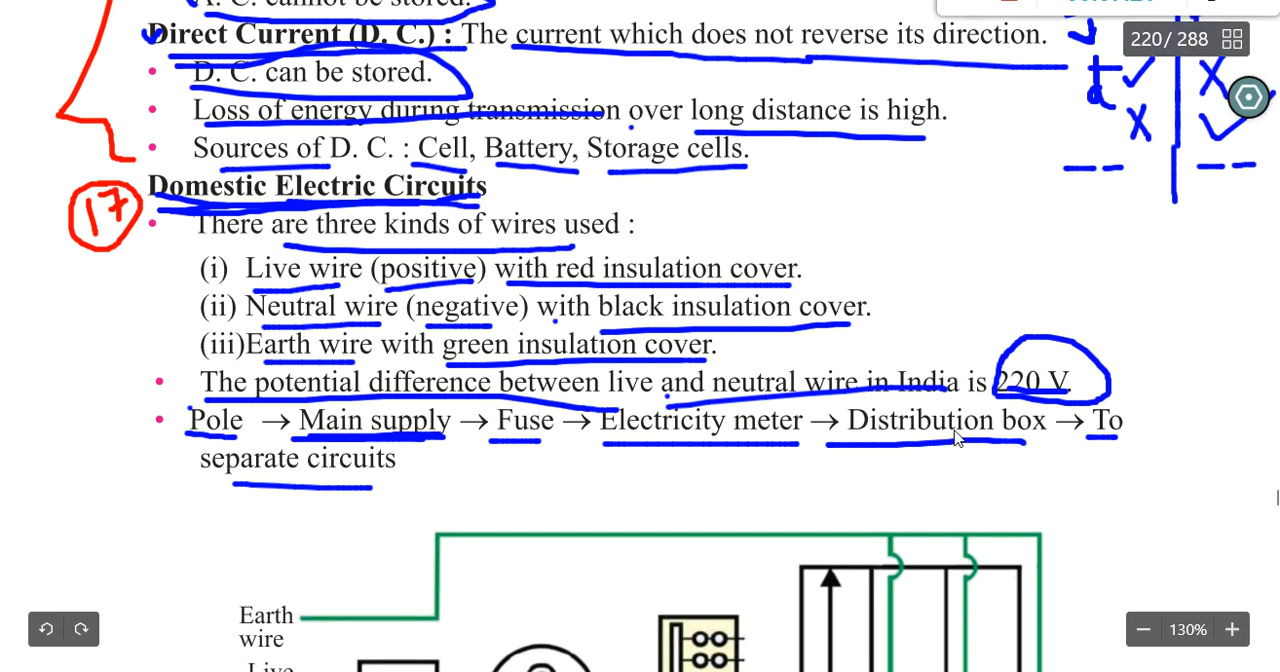 A. C. cannot be stored.
Direct Current (D. C.) : The current which does not reverse its direction.
220 / 288
• D. C. can be stored.
• Loss of energy during transmission over long distance is high.
• Sources of D. C. : Cell, Battery, Storage cells.
Domestic Electric Circuits
17
• There are three kinds of wires used :
(i) Live wire (positive) with red insulation cover.
(ii) Neutral wire (negative) with black insulation cover.
(iii)Earth wire with green insulation cover.
• The potential difference between live and neutral wire in India is 220 V.
• Pole → Main supply → Fuse → Electricity meter → Distribution box → To
separate circuits
Earth
wire
Live
130%